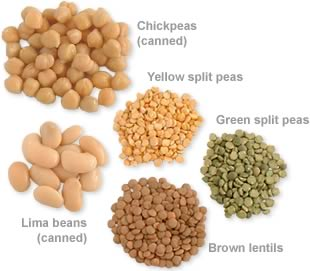 Chickpeas
(canned)
Yellow split peas
Green split peas
Lima beans
(canned)
Brown lentils